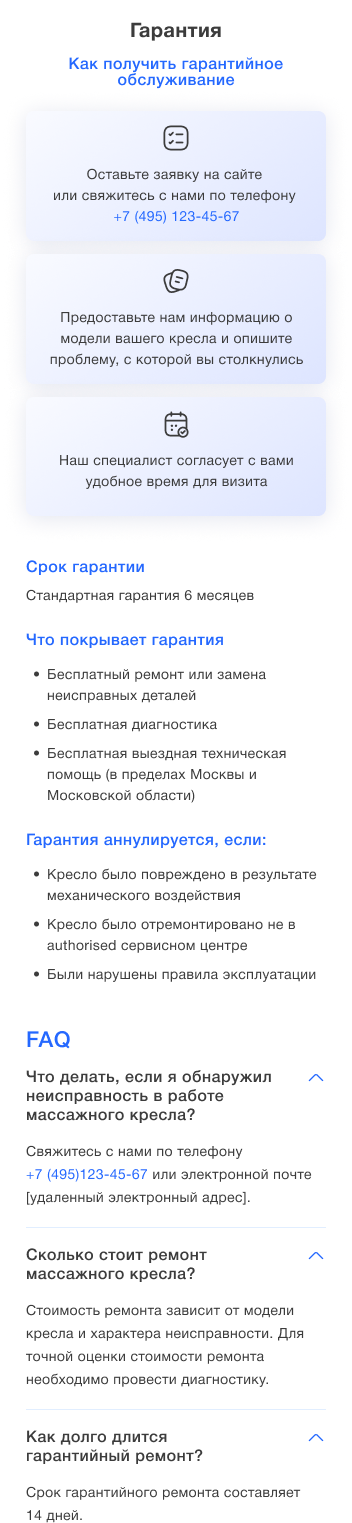 Гарантия
Как получить гарантийное
обслуживание
Оставьте заявку на сайте
или свяжитесь с нами по телефону
+7 (495) 123-45-67
Предоставьте нам информацию о
модели вашего кресла и опишите
проблему, с которой вы столкнулись
Наш специалист согласует с вами
удобное время для визита
Срок гарантии
Стандартная гарантия 6 месяцев
Что покрывает гарантия
• Бесплатный ремонт или замена
неисправных деталей
• Бесплатная диагностика
• Бесплатная выездная техническая
помощь (в пределах Москвы и
Московской области)
Гарантия аннулируется, если:
• Кресло было повреждено в результате
механического воздействия
• Кресло было отремонтировано не в
authorised сервисном центре
• Были нарушены правила эксплуатации
FAQ
Что делать, если я обнаружил
неисправность в работе
массажного кресла?
Свяжитесь с нами по телефону
+7 (495)123-45-67 или электронной почте
[удаленный электронный адрес].
Сколько стоит ремонт
массажного кресла?
Стоимость ремонта зависит от модели
кресла и характера неисправности. Для
точной оценки стоимости ремонта
необходимо провести диагностику.
Как долго длится
гарантийный ремонт?
Срок гарантийного ремонта составляет
14 дней.